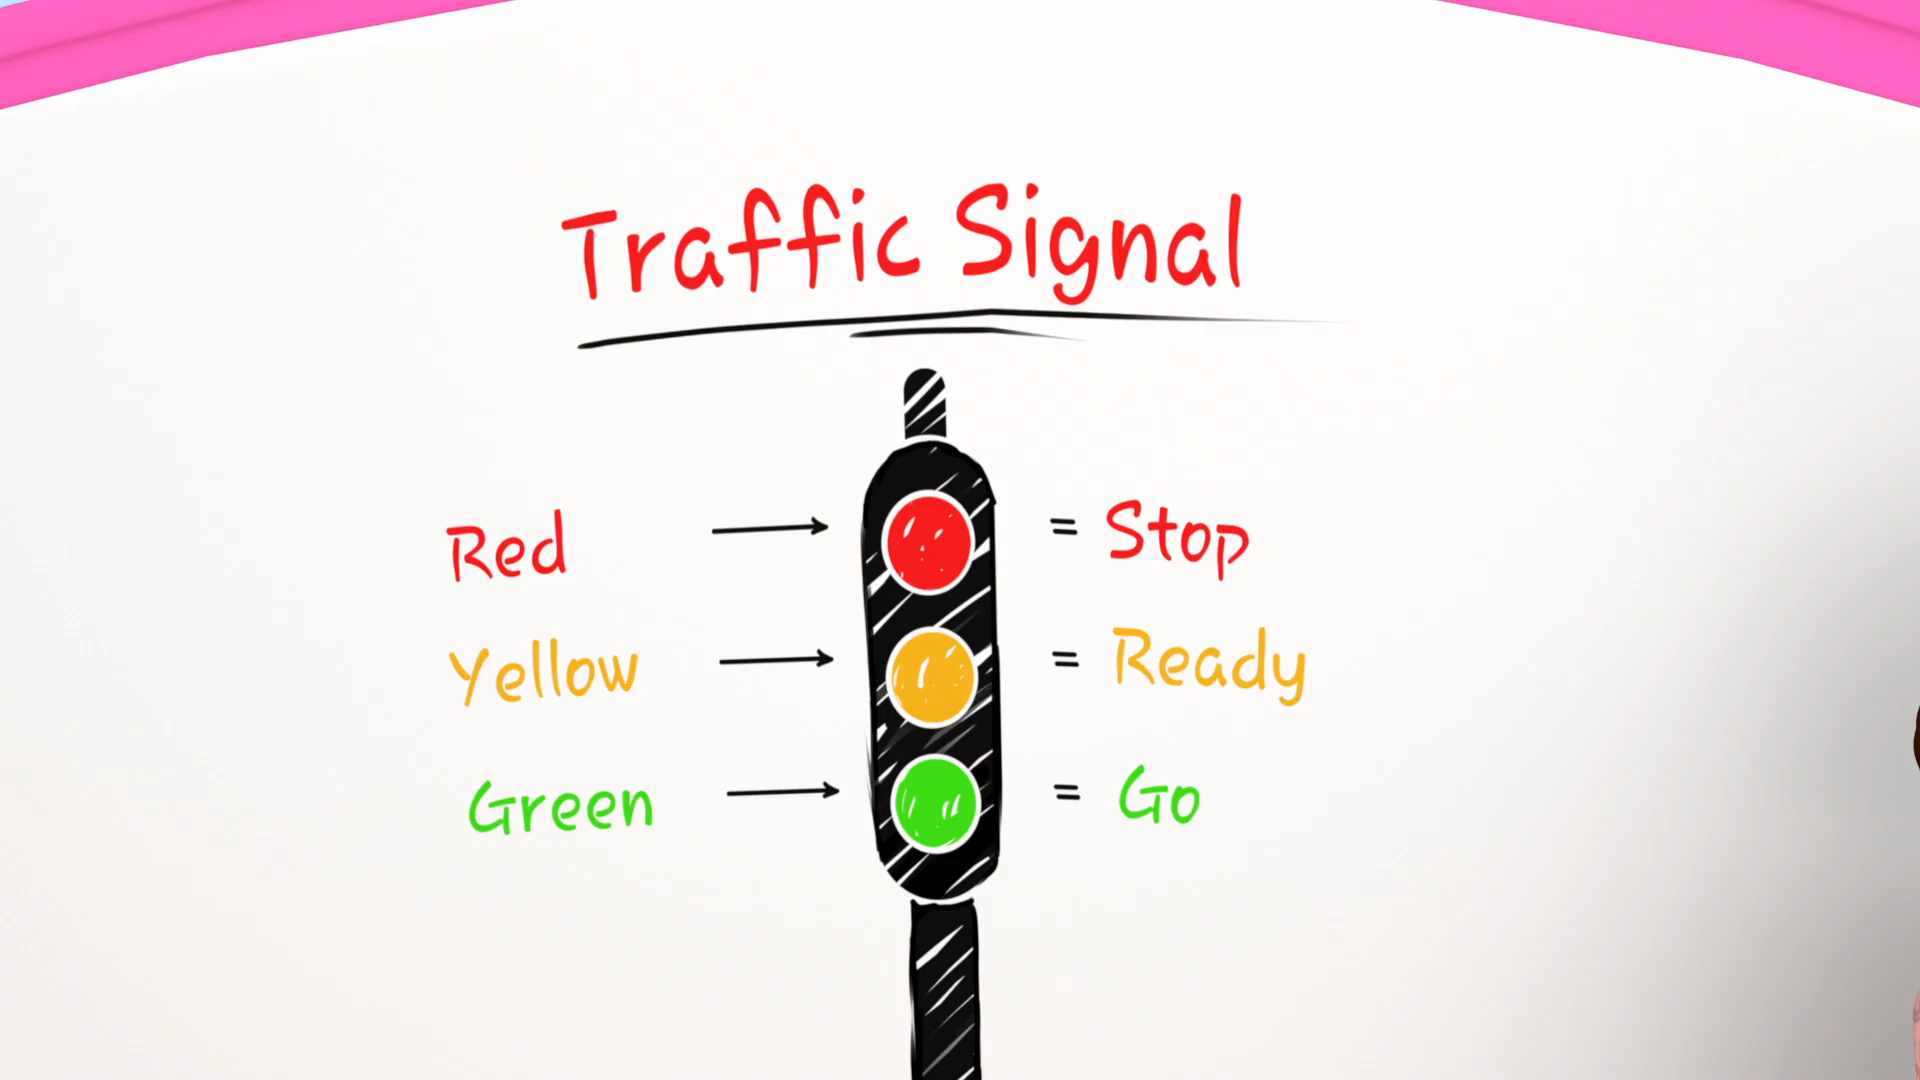 Traffic Signal
Red = Stop
Yellow = Ready
Green = Go